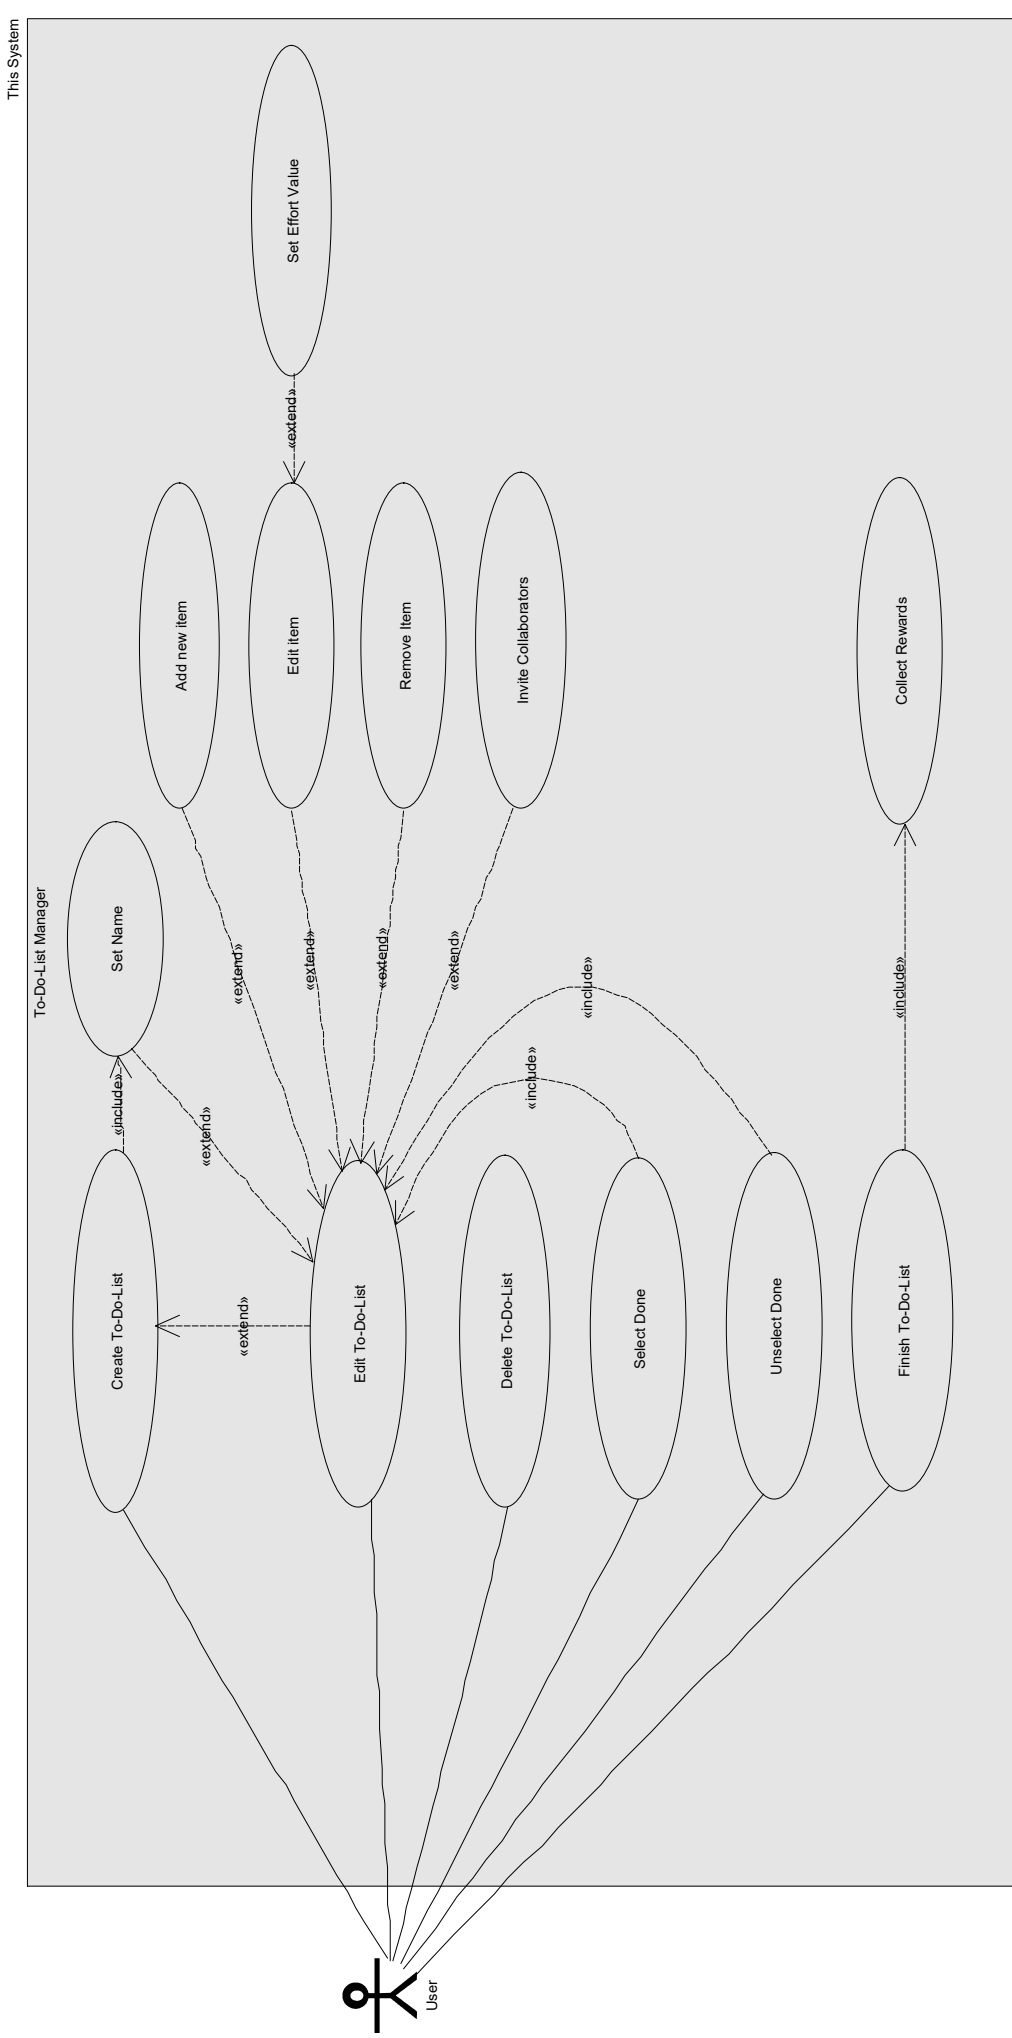 This System
To-Do-List Manager
Set Effort Value
«extend»
Add new item
Edit item
Remove Item
Invite Collaborators
Collect Rewards
Set Name
«extend»
«extend»
«extend»
«extend»
«include»
«include»
«include»
«include»
«extend»
«extend»
Create To-Do-List
Edit To-Do-List
Delete To-Do-List
Select Done
Unselect Done
Finish To-Do-List
User